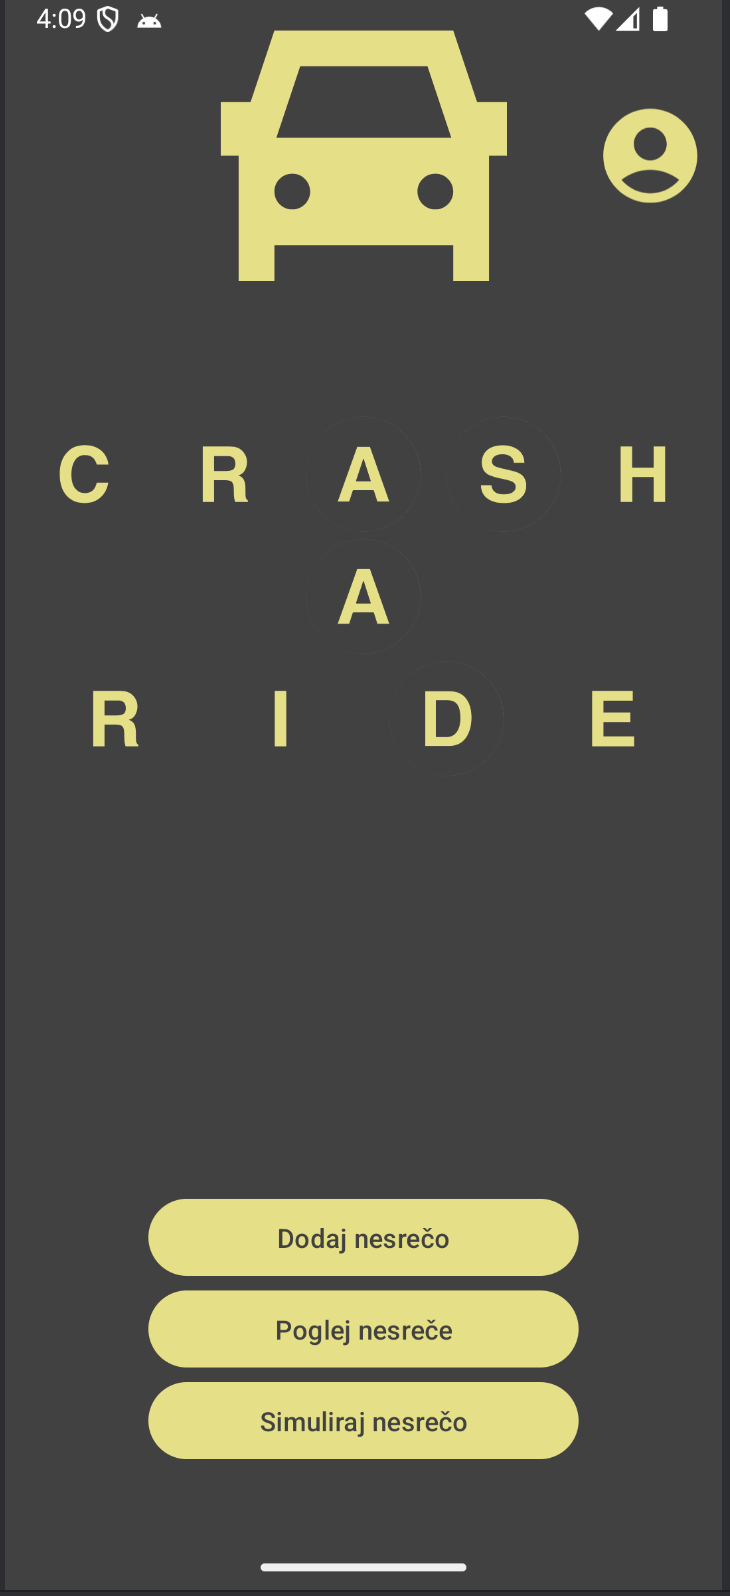 4:09
C R A S H
A
R I D E
Dodaj nesrečo
Poglej nesreče
Simuliraj nesrečo